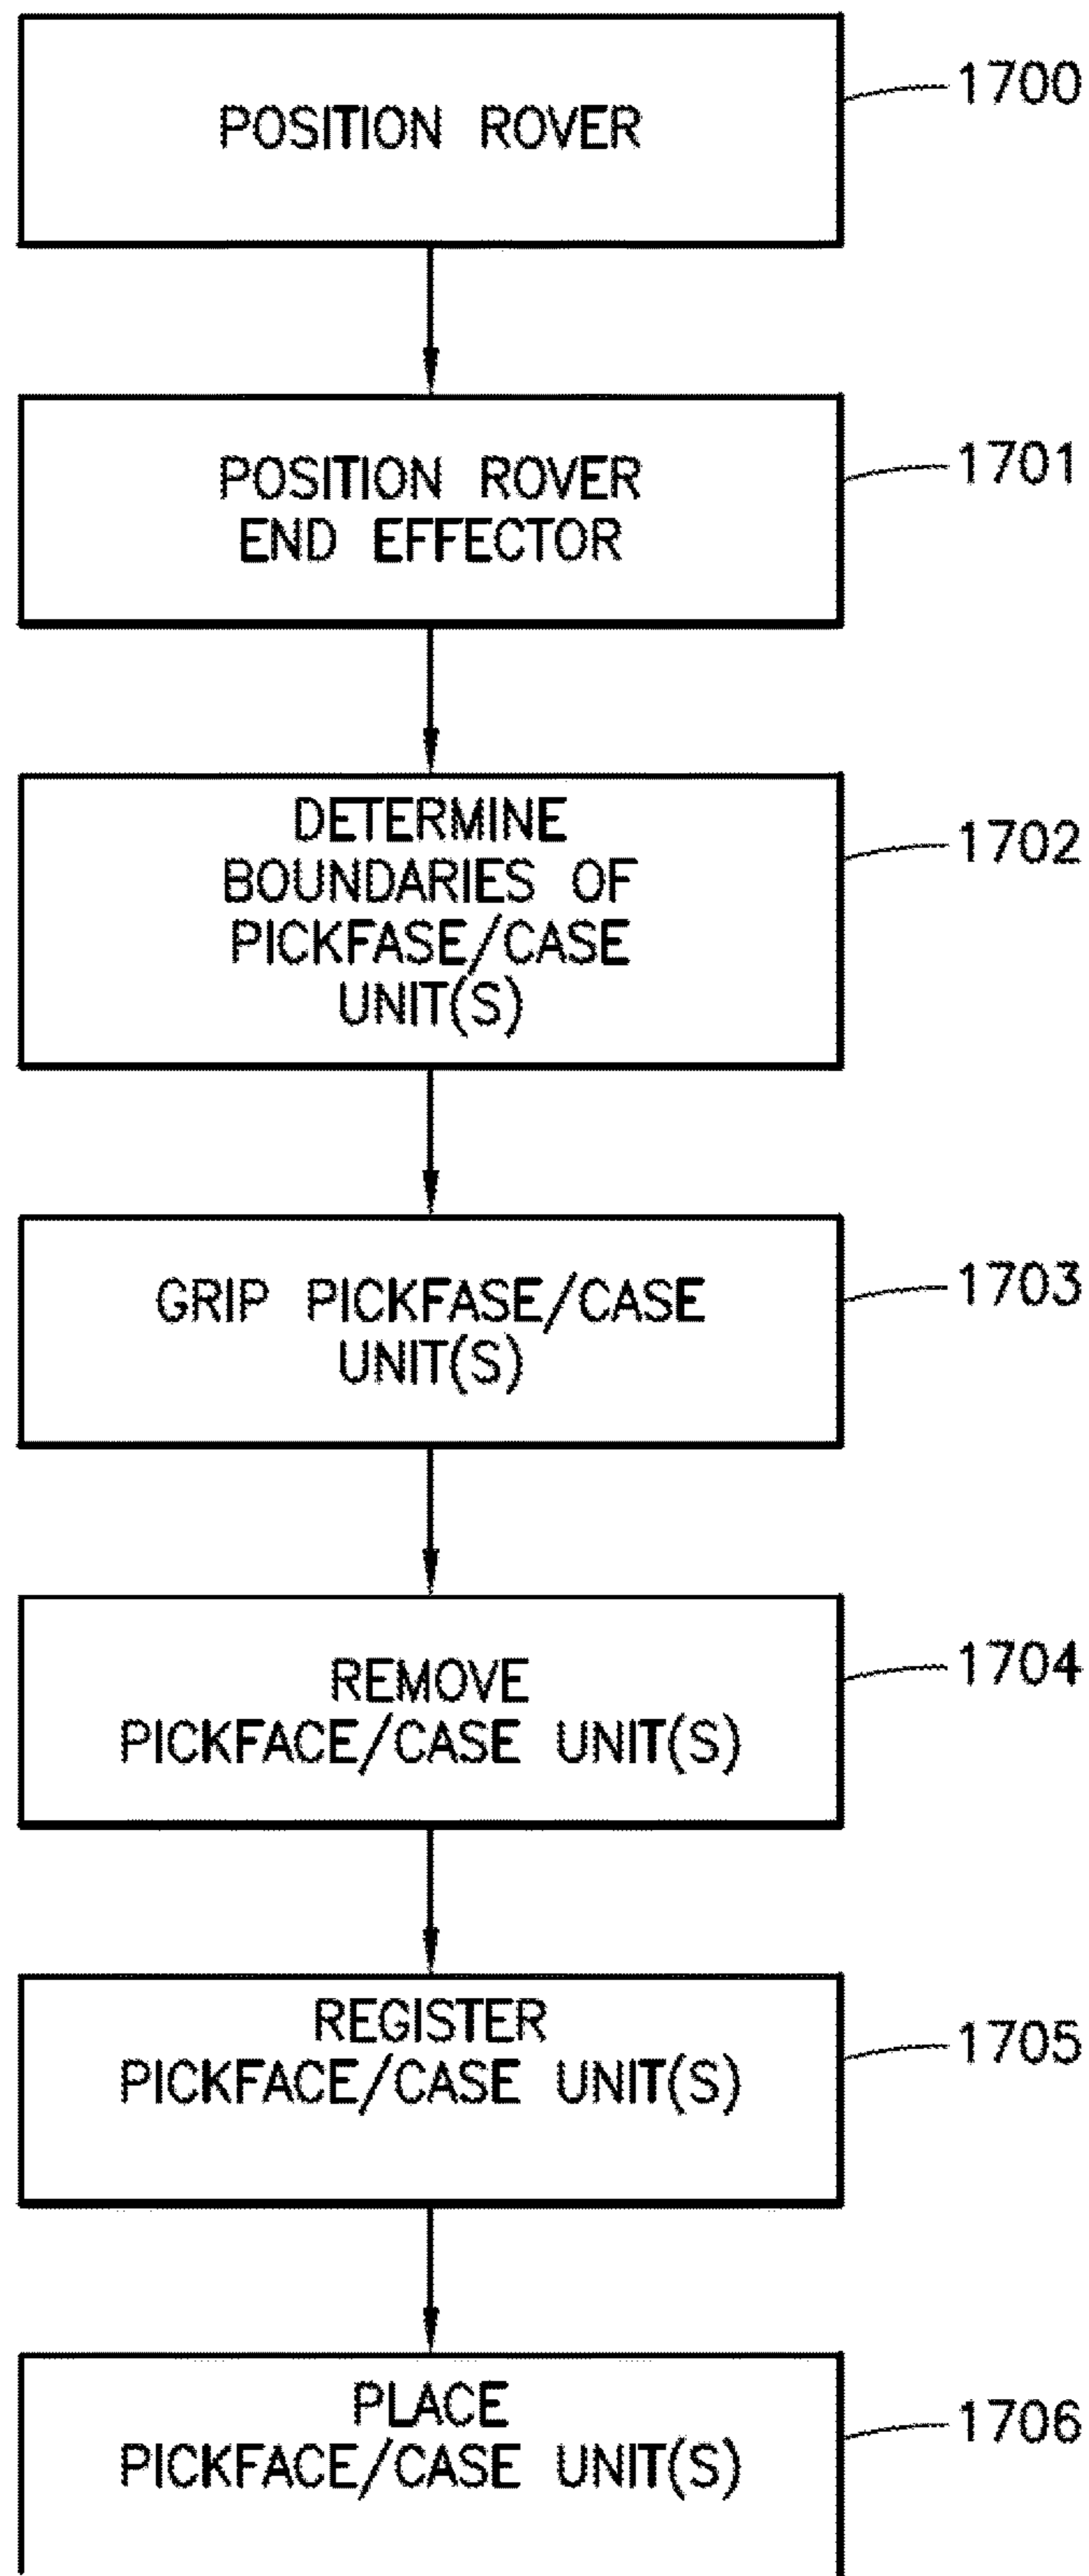 POSITION ROVER
1700
POSITION ROVER
END EFFECTOR
1701
DETERMINE
BOUNDARIES OF
PICKFASE/CASE
UNIT(S)
1702
GRIP PICKFASE/CASE
UNIT(S)
1703
REMOVE
PICKFACE/CASE UNIT(S)
1704
REGISTER
PICKFACE/CASE UNIT(S)
1705
PLACE
PICKFACE/CASE UNIT(S)
1706